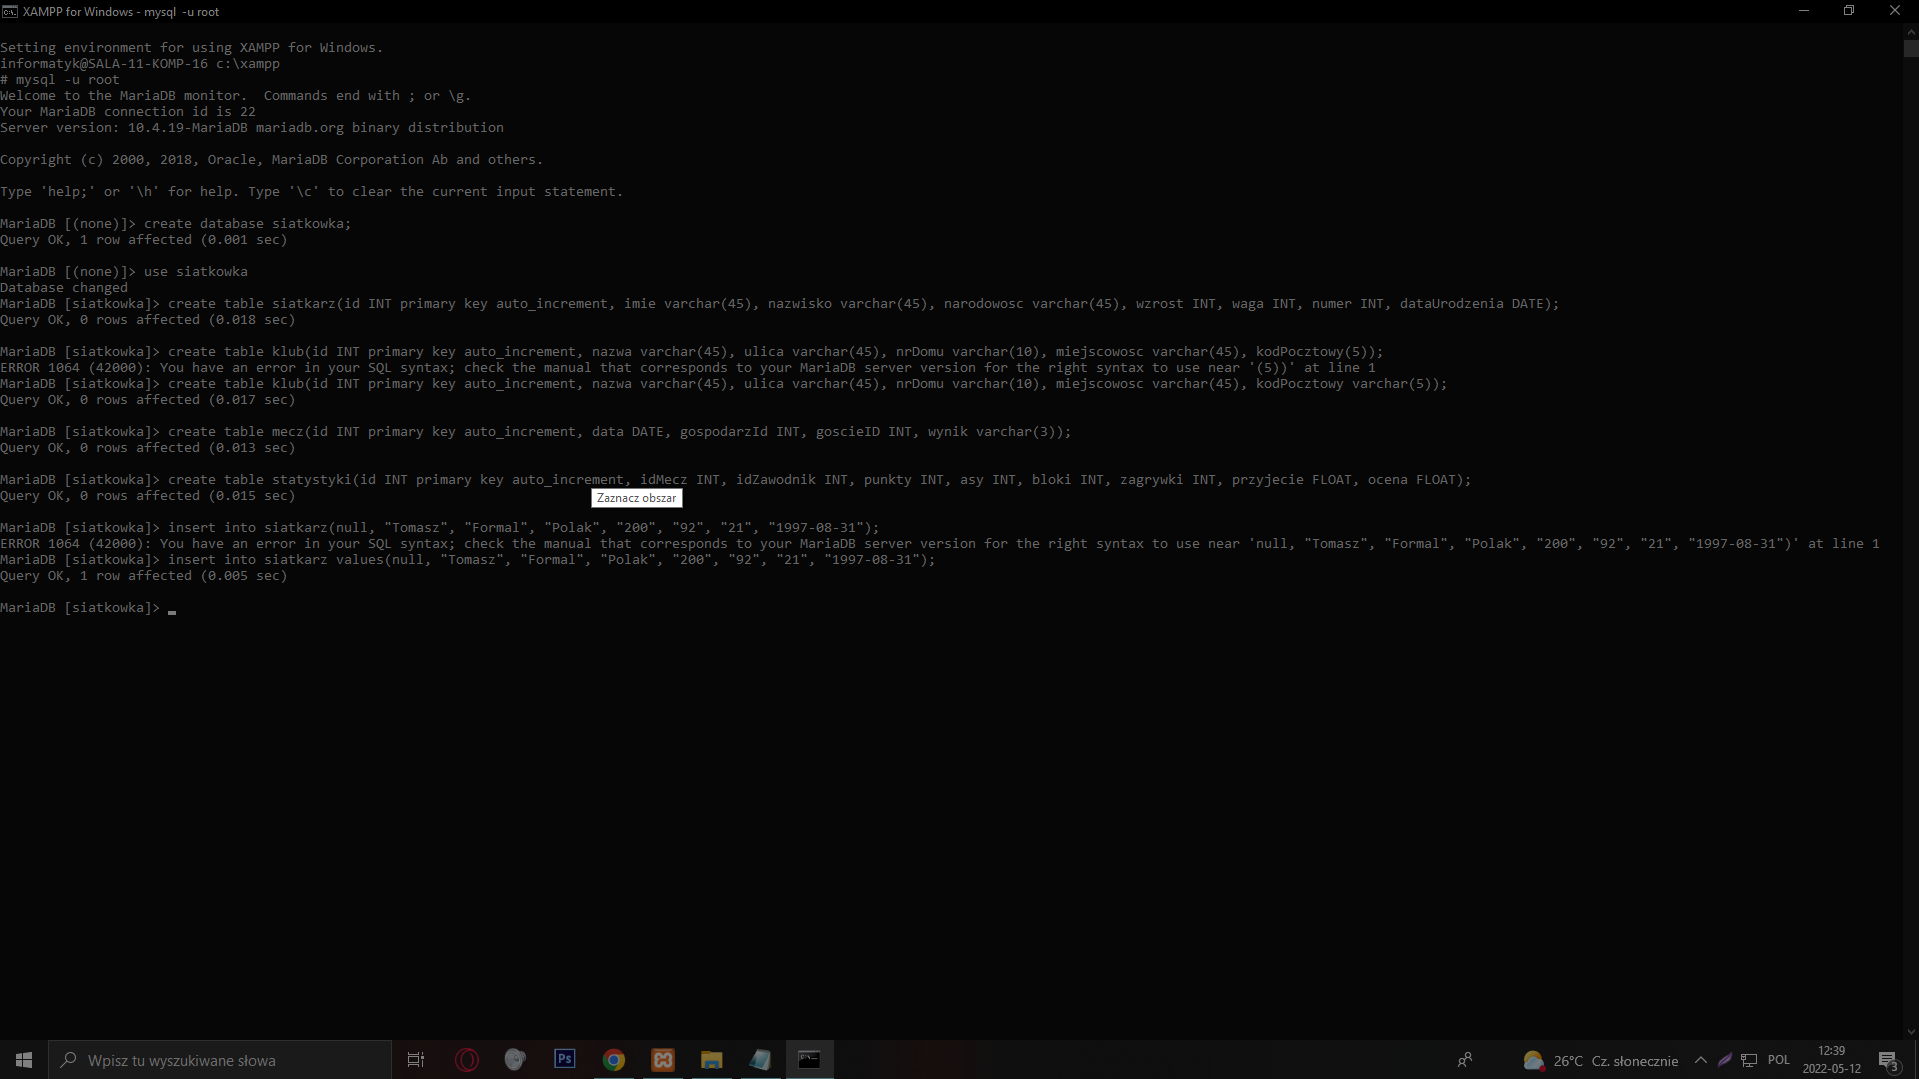 XAMPP for Windows - mysql  -u root
Setting environment for using XAMPP for Windows.
informatyk@SALA-11-KOMP-16 c:\xampp
# mysql -u root
Welcome to the MariaDB monitor.  Commands end with ; or \g.
Your MariaDB connection id is 22
Server version: 10.4.19-MariaDB mariadb.org binary distribution
Copyright (c) 2000, 2018, Oracle, MariaDB Corporation Ab and others.
Type 'help;' or '\h' for help. Type '\c' to clear the current input statement.
MariaDB [(none)]> create database siatkowka;
Query OK, 1 row affected (0.001 sec)
MariaDB [(none)]> use siatkowka
Database changed
MariaDB [siatkowka]> create table siatkarz(id INT primary key auto_increment, imie varchar(45), nazwisko varchar(45), narodowosc varchar(45), wzrost INT, waga INT, numer INT, dataUrodzenia DATE);
Query OK, 0 rows affected (0.018 sec)
MariaDB [siatkowka]> create table klub(id INT primary key auto_increment, nazwa varchar(45), ulica varchar(45), nrDomu varchar(10), miejscowosc varchar(45), kodPocztowy(5));
ERROR 1064 (42000): You have an error in your SQL syntax; check the manual that corresponds to your MariaDB server version for the right syntax to use near '(5))' at line 1
MariaDB [siatkowka]> create table klub(id INT primary key auto_increment, nazwa varchar(45), ulica varchar(45), nrDomu varchar(10), miejscowosc varchar(45), kodPocztowy varchar(5));
Query OK, 0 rows affected (0.017 sec)
MariaDB [siatkowka]> create table mecz(id INT primary key auto_increment, data DATE, gospodarzId INT, goscieID INT, wynik varchar(3));
Query OK, 0 rows affected (0.013 sec)
MariaDB [siatkowka]> create table statystyki(id INT primary key auto_increment, idMecz INT, idZawodnik INT, punkty INT, asy INT, bloki INT, zagrywki INT, przyjecie FLOAT, ocena FLOAT);
Query OK, 0 rows affected (0.015 sec)
Zaznacz obszar
MariaDB [siatkowka]> insert into siatkarz(null, "Tomasz", "Formal", "Polak", "200", "92", "21", "1997-08-31");
ERROR 1064 (42000): You have an error in your SQL syntax; check the manual that corresponds to your MariaDB server version for the right syntax to use near 'null, "Tomasz", "Formal", "Polak", "200", "92", "21", "1997-08-31")' at line 1
MariaDB [siatkowka]> insert into siatkarz values(null, "Tomasz", "Formal", "Polak", "200", "92", "21", "1997-08-31");
Query OK, 1 row affected (0.005 sec)
MariaDB [siatkowka]> _
Wpisz tu wyszukiwane słowa
Ps
26°C  Cz. słonecznie
POL
12:39
2022-05-12
3